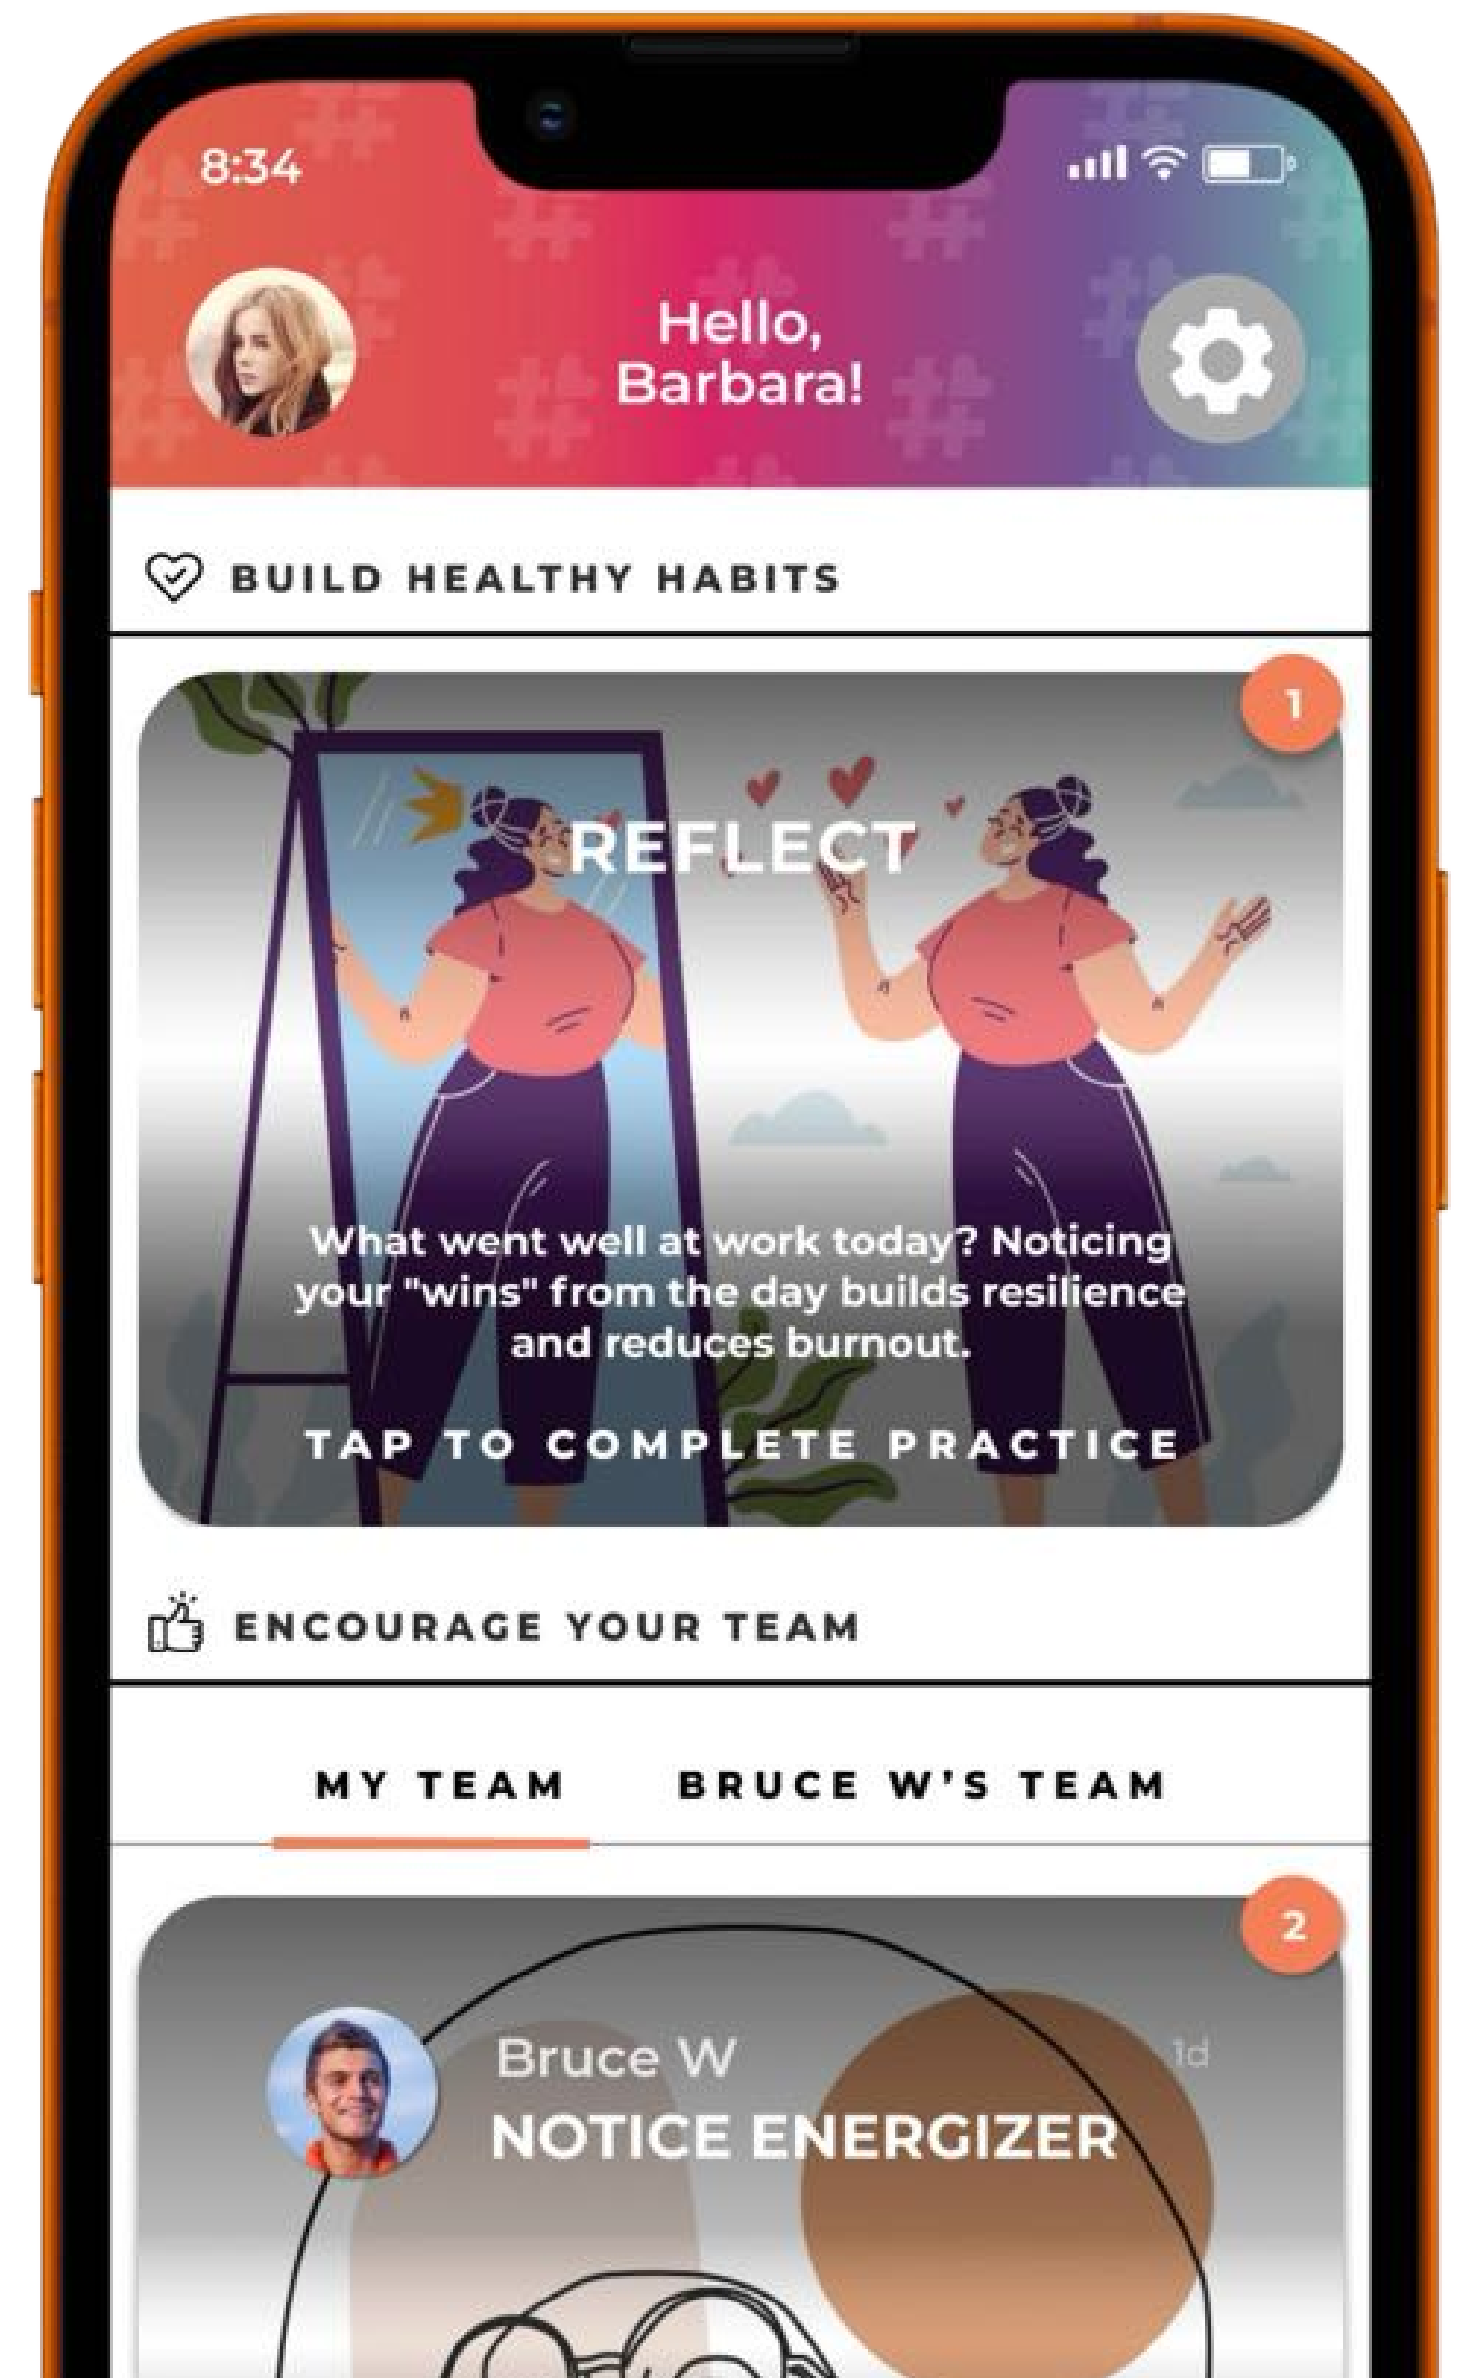 8:34
Hello,
Barbara!
BUILD HEALTHY HABITS
1
REFLECT
What went well at work today? Noticing
your "wins" from the day builds resilience
and reduces burnout.
TAP TO COMPLETE PRACTICE
ENCOURAGE YOUR TEAM
MY TEAM BRUCE W’S TEAM
2
Bruce W 1d
NOTICE ENERGIZER